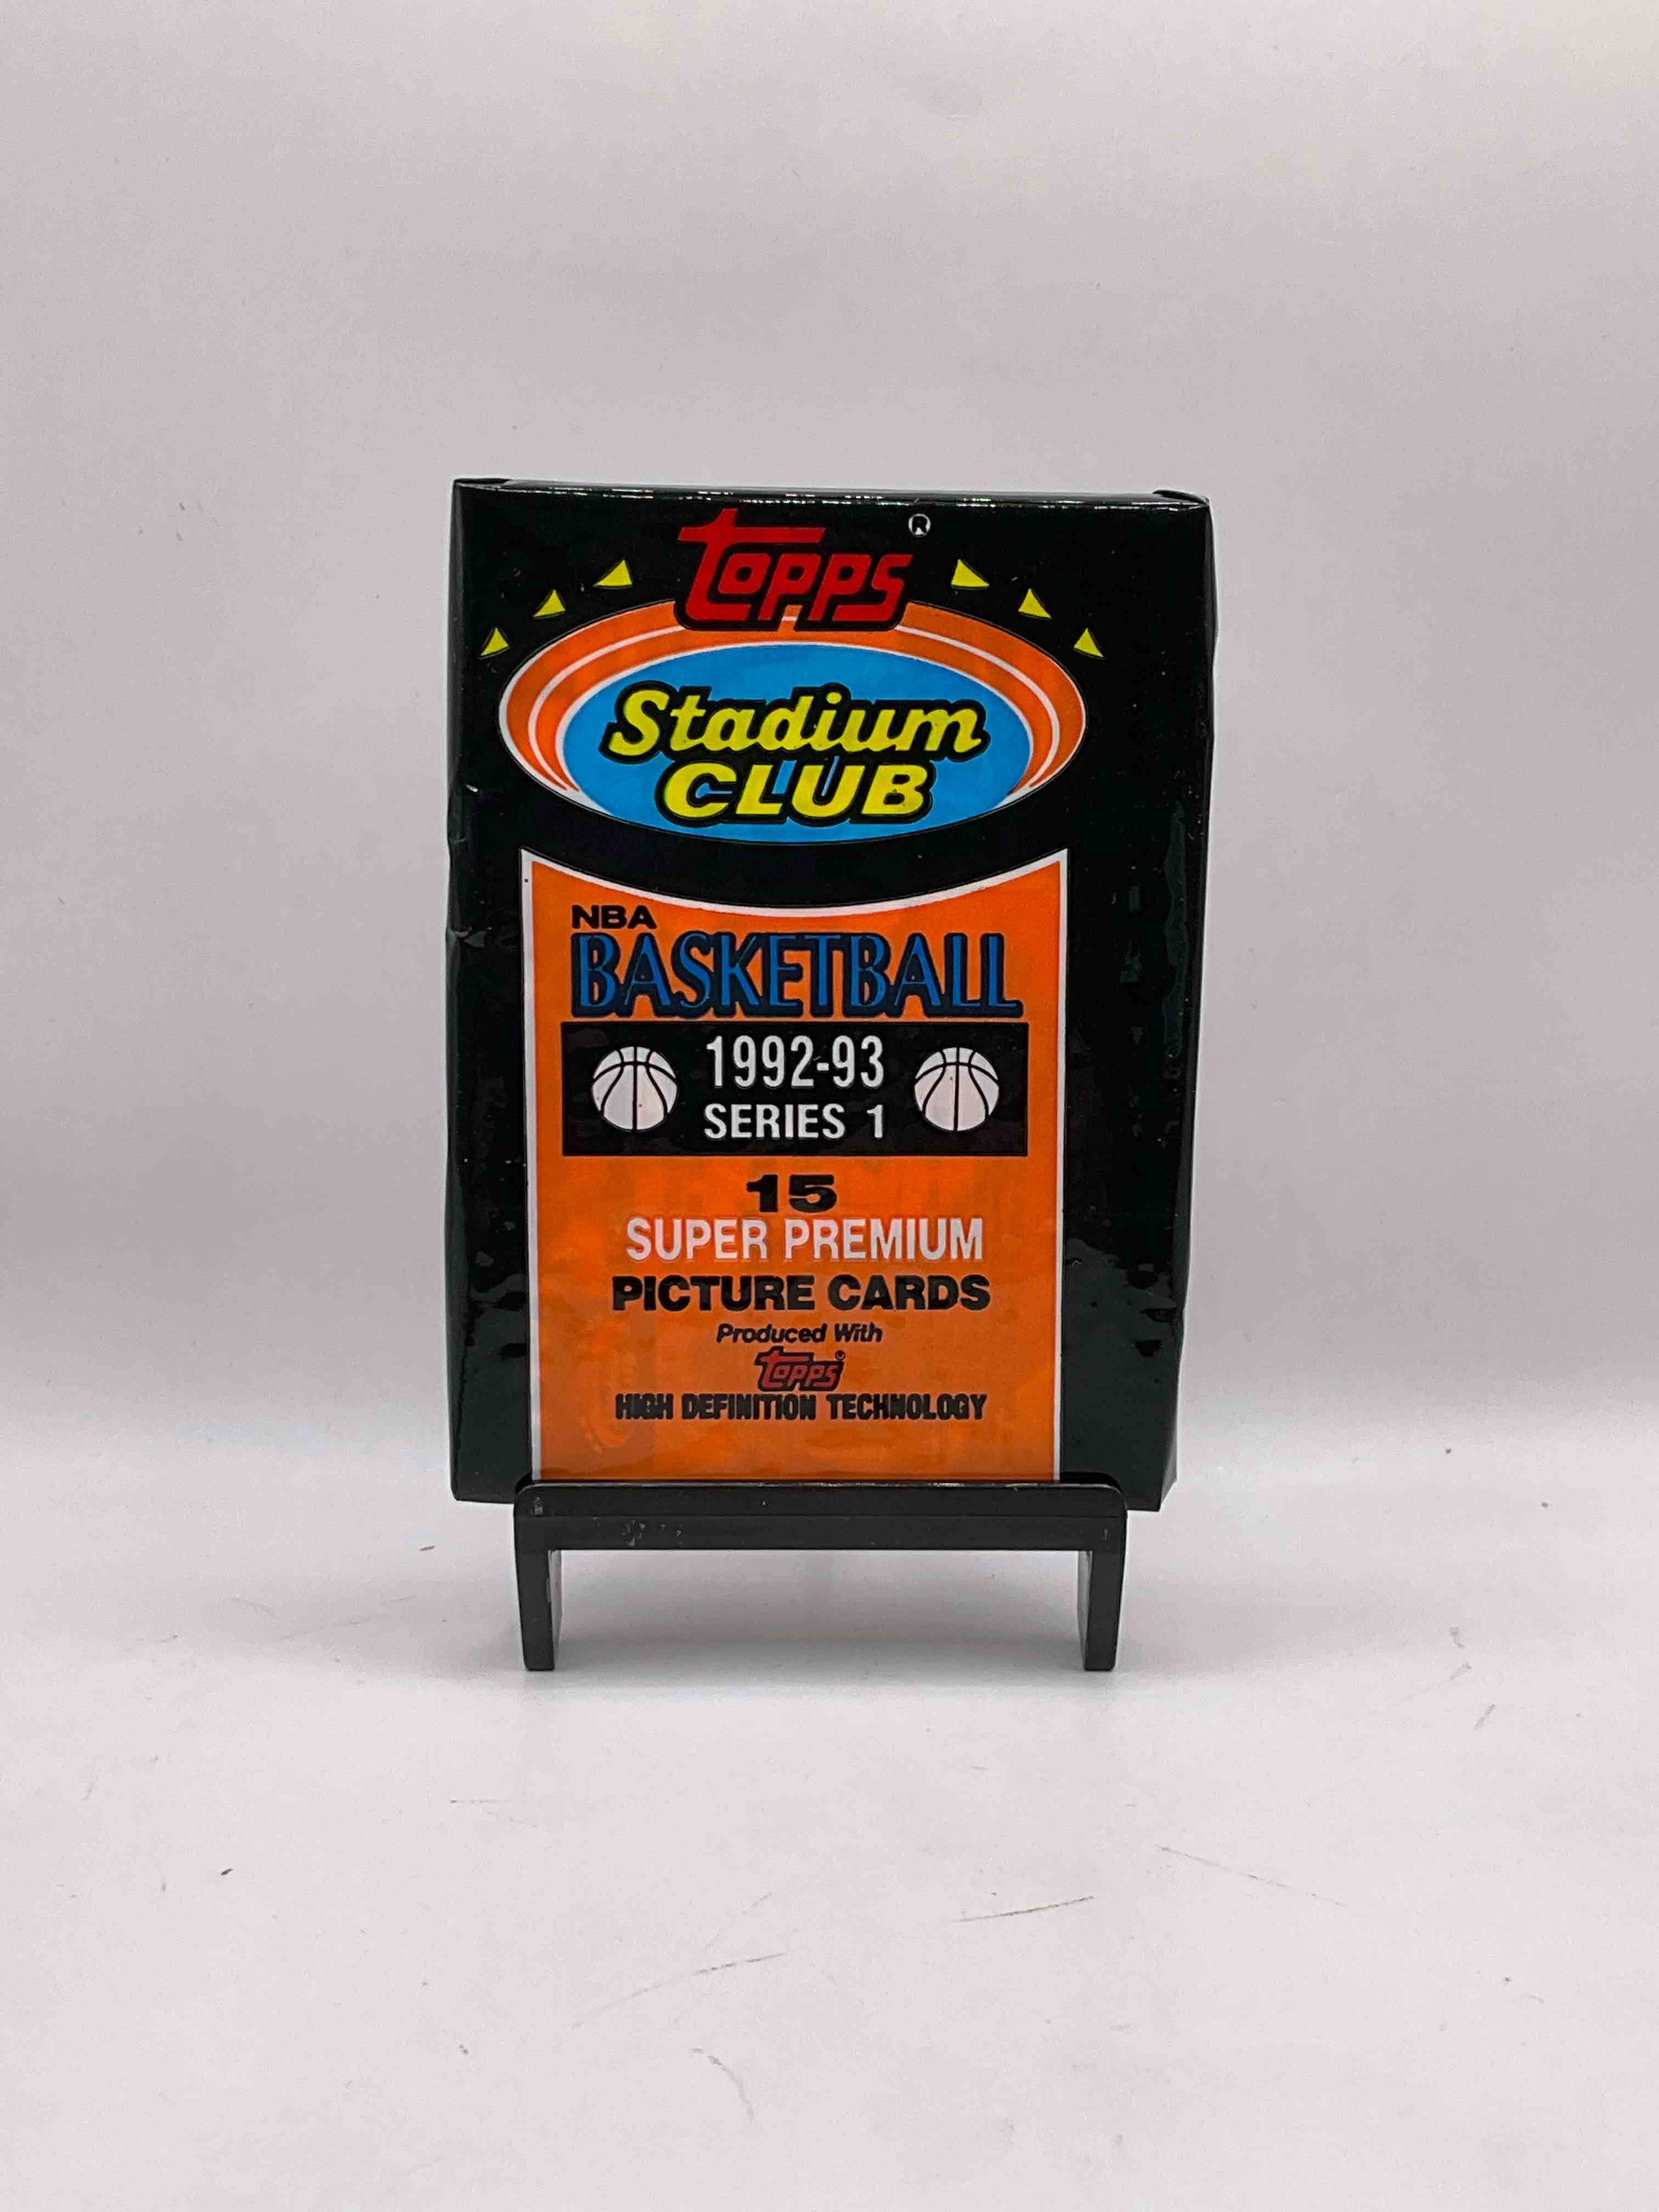 Topps®
Stadium
CLUB
NBA
BASKETBALL
1992-93
SERIES 1
15
SUPER PREMIUM
PICTURE CARDS
Produced With
Topps®
HIGH DEFINITION TECHNOLOGY